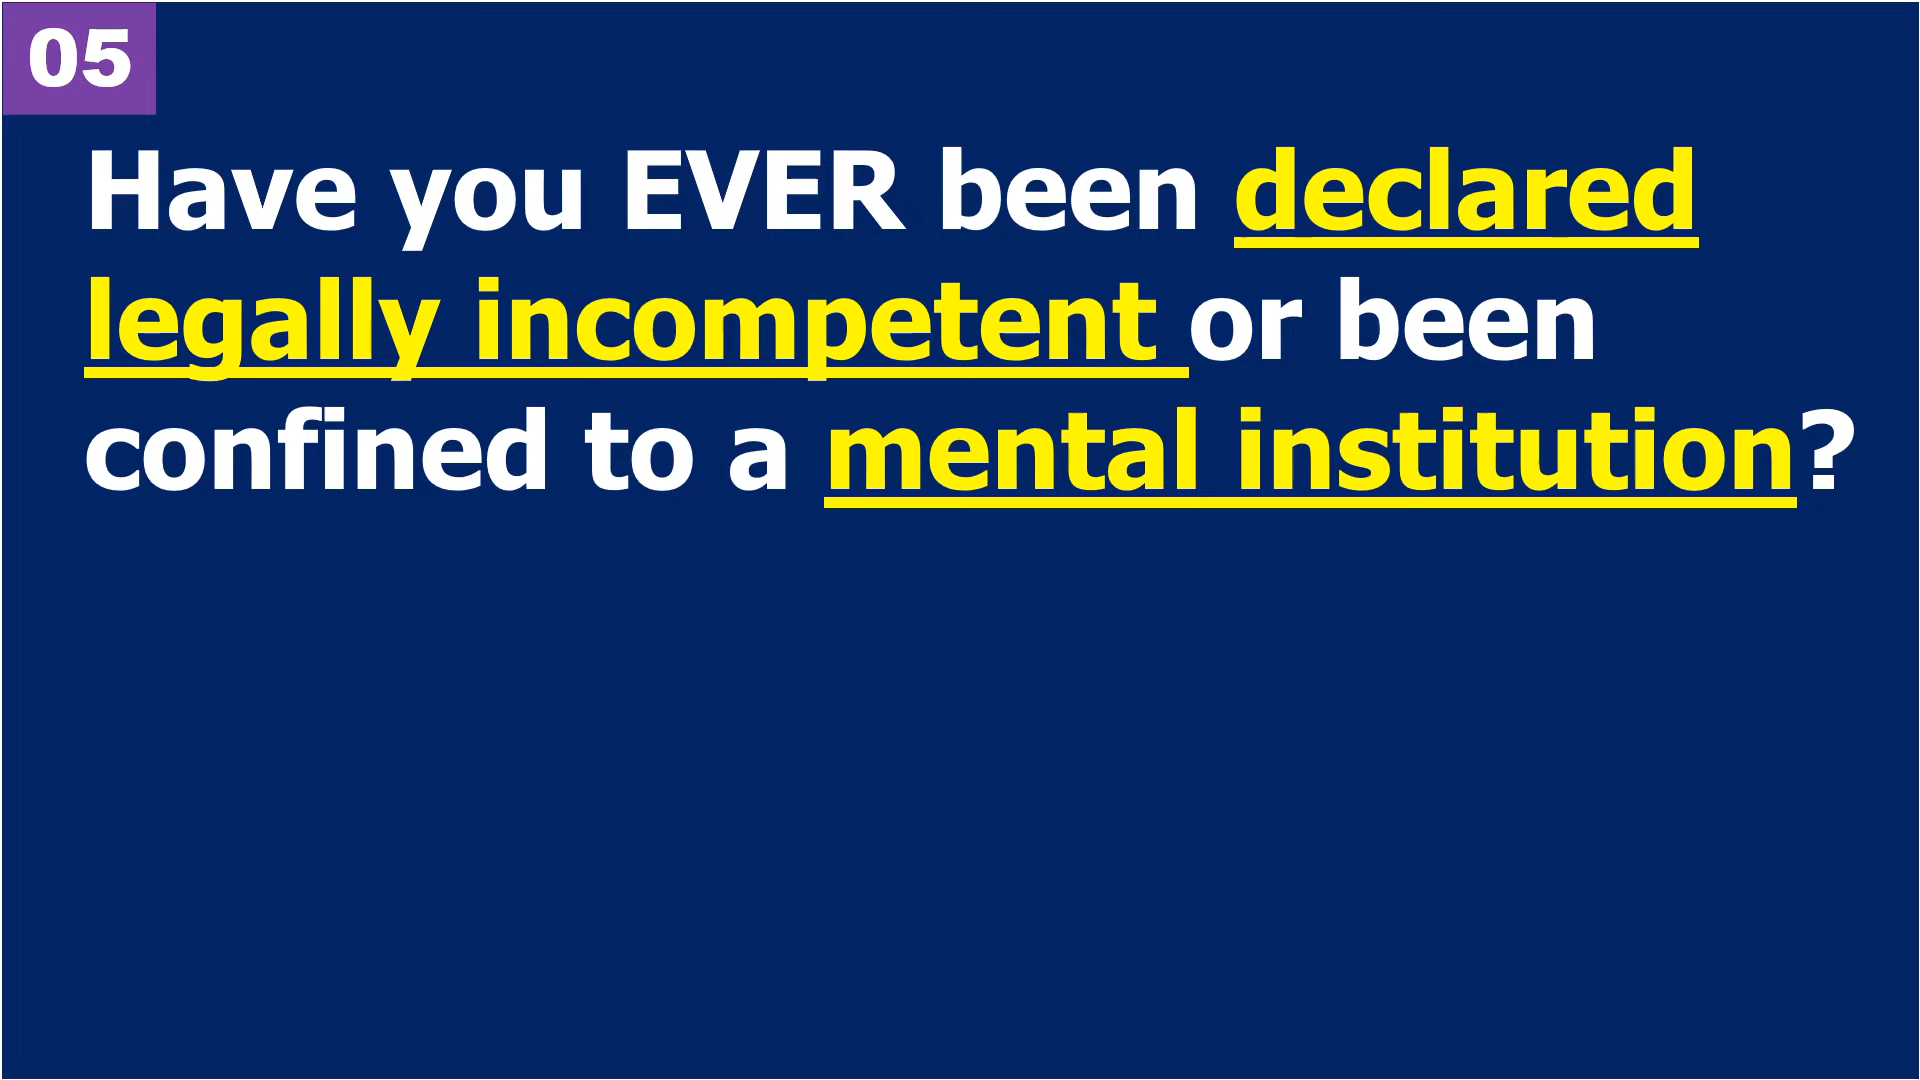 05
Have you EVER been declared
legally incompetent or been
confined to a mental institution?